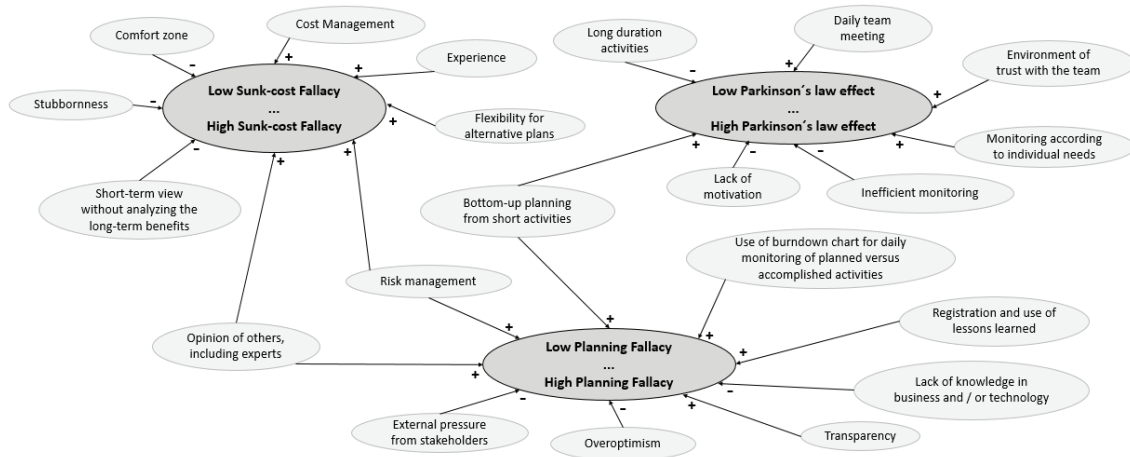 Comfort zone
Cost Management
Experience
Stubbornness
Low Sunk-cost Fallacy
...
High Sunk-cost Fallacy
Flexibility for
alternative plans
Short-term view
without analyzing the
long-term benefits
-
+
+
-
+
-
+
+
Long duration
activities
Daily team
meeting
Environment of
trust with the team
Low Parkinson´s law effect
...
High Parkinson´s law effect
Monitoring according
to individual needs
Lack of
motivation
Inefficient monitoring
-
+
+
+
-
-
+
Bottom-up planning
from short activities
Use of burndown chart for daily
monitoring of planned versus
accomplished activities
Risk management
Registration and use of
lessons learned
Opinion of others,
including experts
Low Planning Fallacy
...
High Planning Fallacy
Lack of knowledge in
business and / or technology
External pressure
from stakeholders
Overoptimism
Transparency
+
+
+
+
+
-
-
-
+